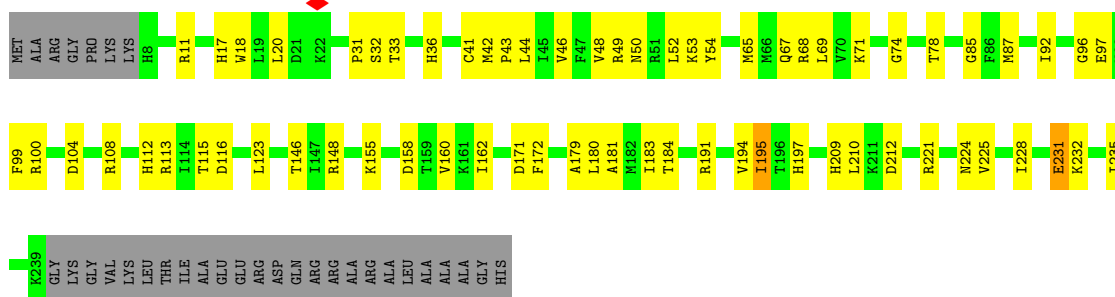 MET ALA ARG GLY PRO LYS LYS H8 R11 H17 W18 L19 L20 D21 K22 P31 S32 T33 H36 C41 M42 P43 L44 I45 V46 F47 V48 R49 N50 R51 L52 K53 Y54 M65 M66 Q67 R68 L69 V70 K71 G74 T78 G85 F86 M87 I92 G96 E97
F99 R100 D104 R108 H112 R113 I114 T115 D116 L123 T146 I147 R148 K155 D158 T159 V160 K161 I162 D171 F172 A179 L180 A181 M182 I183 T184 R191 V194 I195 T196 H197 H209 L210 K211 D212 R221 N224 V225 I228 E231 K232
K239 GLY LYS GLY VAL LYS LEU THR ILE ALA GLU GLU ARG ASP GLN ARG ARG ALA ARG ALA LEU ALA ALA ALA GLY HIS